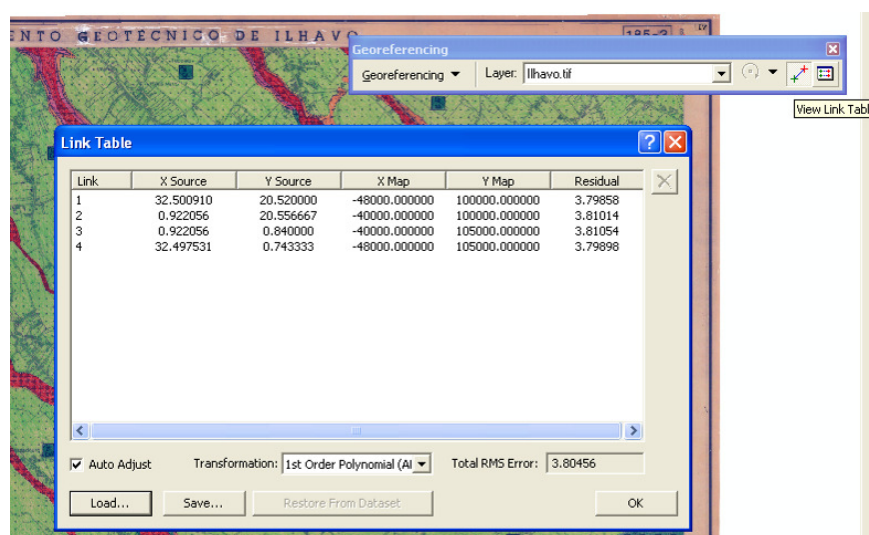 ENTO GEOTÉCNICO DE ILHAVO 185-3
Georeferencing
Georeferencing Layer: Ilhavo.tif
View Link Tabl
Link Table
Link X Source Y Source X Map Y Map Residual
1 32.500910 20.520000 -48000.000000 100000.000000 3.79858
2 0.922056 20.556667 -40000.000000 100000.000000 3.81014
3 0.922056 0.840000 -40000.000000 105000.000000 3.81054
4 32.497531 0.743333 -48000.000000 105000.000000 3.79898
Auto Adjust Transformation: 1st Order Polynomial (Af Total RMS Error: 3.80456
Load... Save... Restore From Dataset OK